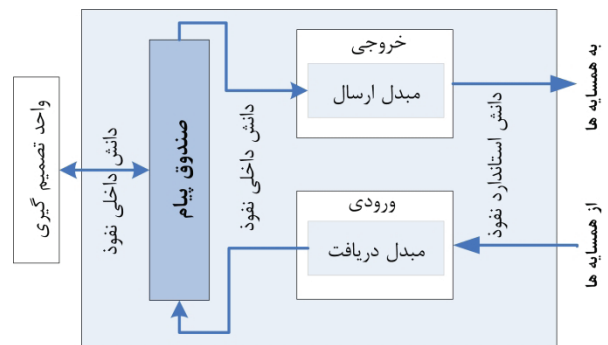 خروجی
مبدل ارسال
به همسایه ها
دانش استاندارد نفوذ
دانش داخلی نفوذ
صندوق پیام
دانش داخلی نفوذ
واحد تصمیم گیری
ورودی
مبدل دریافت
از همسایه ها